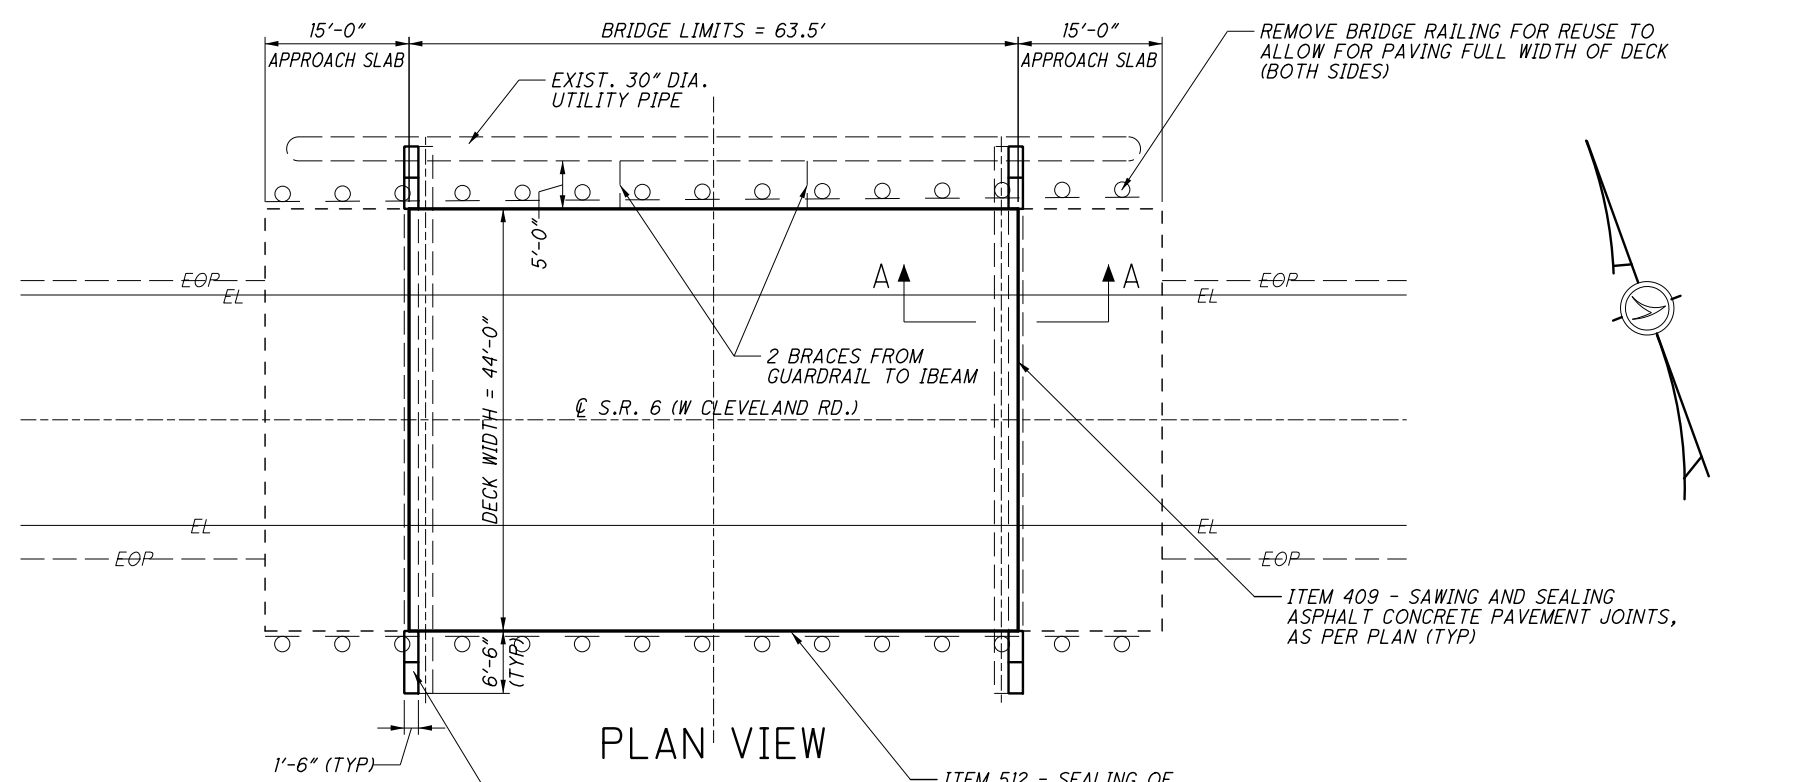 15'-0"
BRIDGE LIMITS = 63.5'
15'-0"
APPROACH SLAB
APPROACH SLAB
REMOVE BRIDGE RAILING FOR REUSE TO
ALLOW FOR PAVING FULL WIDTH OF DECK
(BOTH SIDES)
EXIST. 30" DIA.
UTILITY PIPE
5'-0"
A
A
EOP
EL
EOP
EL
DECK WIDTH = 44'-0"
2 BRACES FROM
GUARDRAIL TO IBEAM
℄ S.R. 6 (W CLEVELAND RD.)
EL
EOP
EL
EOP
ITEM 409 - SAWING AND SEALING
ASPHALT CONCRETE PAVEMENT JOINTS,
AS PER PLAN (TYP)
6'-6"
(TYP)
PLAN VIEW
1'-6" (TYP)
ITEM 512 - SEALING OF